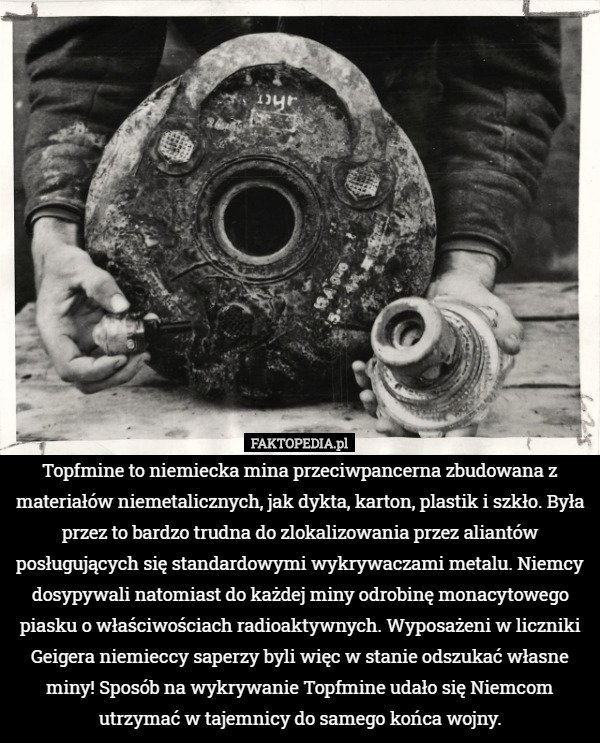 FAKTOPEDIA.pl
Topfmine to niemiecka mina przeciwpancerna zbudowana z
materiałów niemetalicznych, jak dykta, karton, plastik i szkło. Była
przez to bardzo trudna do zlokalizowania przez aliantów
posługujących się standardowymi wykrywaczami metalu. Niemcy
dosypywali natomiast do każdej miny odrobinę monacytowego
piasku o właściwościach radioaktywnych. Wyposażeni w liczniki
Geigera niemieccy saperzy byli więc w stanie odszukać własne
miny! Sposób na wykrywanie Topfmine udało się Niemcom
utrzymać w tajemnicy do samego końca wojny.